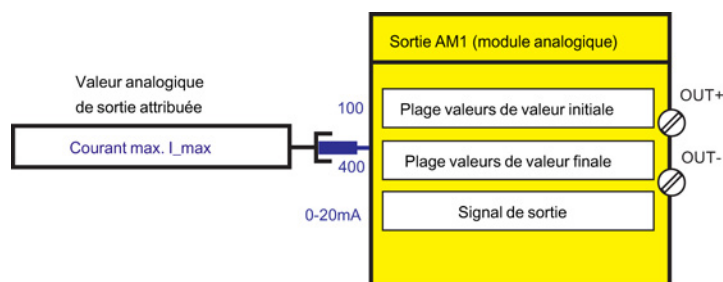 Sortie AM1 (module analogique)
Valeur analogique
de sortie attribuée
100
Plage valeurs de valeur initiale
OUT+
Courant max. I_max
400
Plage valeurs de valeur finale
OUT-
0-20mA
Signal de sortie